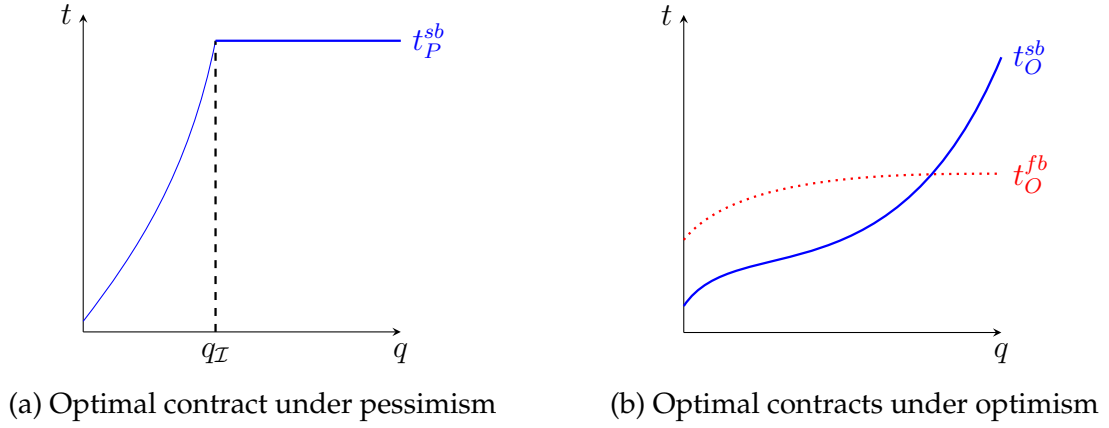 t
t_P^{sb}
q_ℐ
q
(a) Optimal contract under pessimism
t
t_O^{sb}
t_O^{fb}
q
(b) Optimal contracts under optimism